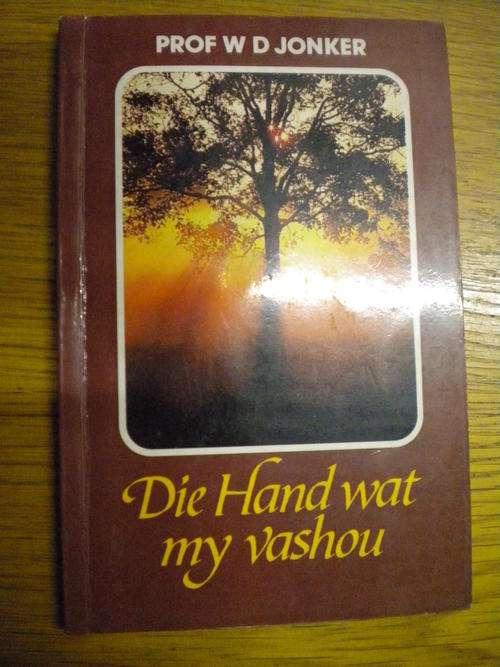 PROF W D JONKER
Die Hand wat
my vashou